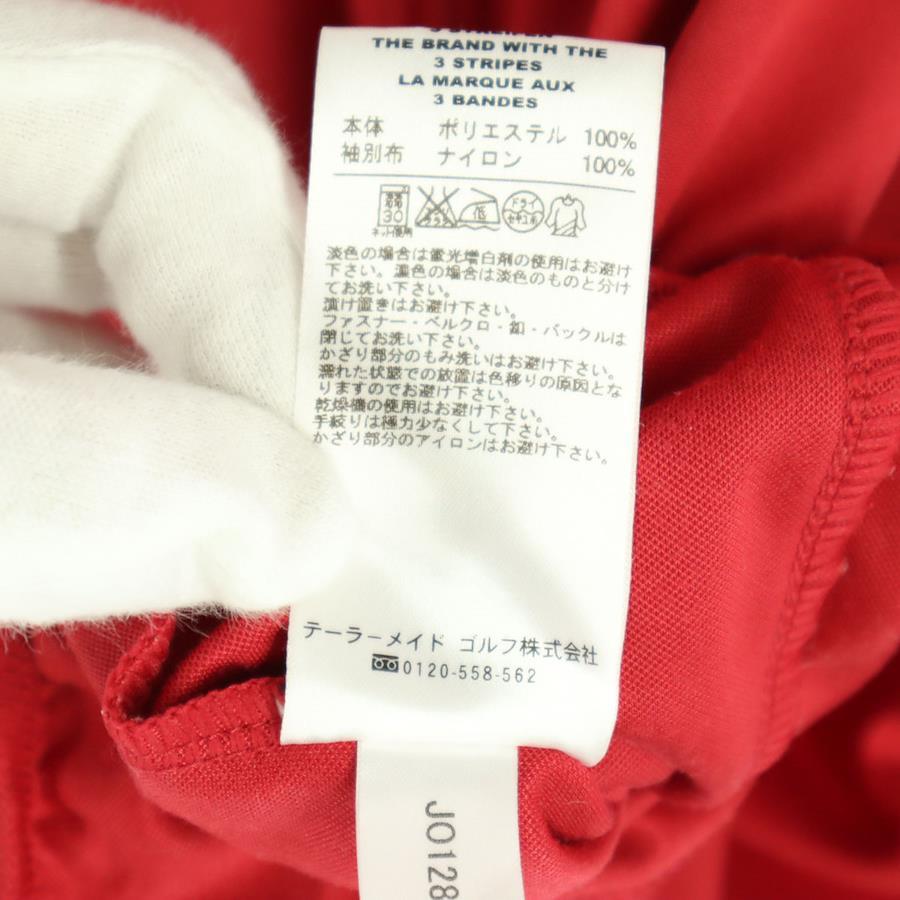 THE BRAND WITH THE
3 STRIPES
LA MARQUE AUX
3 BANDES
本体 ポリエステル 100%
袖別布 ナイロン 100%
弱 30 低 ドライ
ネット使用
淡色の場合は蛍光増白剤の使用はお避け
下さい。濃色の場合は淡色のものと分け
てお洗い下さい。
漬け置きはお避け下さい。
ファスナー・ベルクロ・釦・バックルは
閉じてお洗い下さい。
かざり部分のもみ洗いはお避け下さい。
濡れた状態での放置は色移りの原因とな
りますのでお避け下さい。
乾燥機の使用はお避け下さい。
手絞りは極力少なくして下さい。
かざり部分のアイロンはお避け下さい。
テーラーメイド ゴルフ株式会社
0120-558-562
JO128